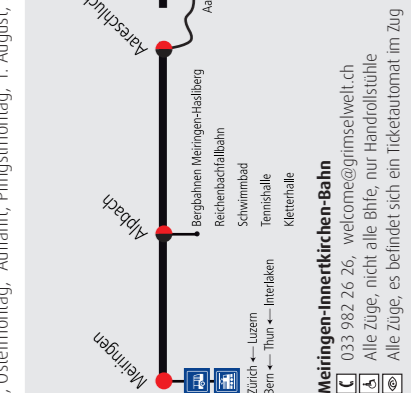 , Ostermontag, Auffahrt, Pfingstmontag, 1. August,
Meiringen
Alpbach
Aareschluc
Aa
Zürich ← Luzern
Bern ← Thun ← Interlaken
Bergbahnen Meiringen-Hasliberg
Reichenbachfallbahn
Schwimmbad
Tennishalle
Kletterhalle
Meiringen-Innertkirchen-Bahn
033 982 26 26, welcome@grimselwelt.ch
Alle Züge, nicht alle Bhfe, nur Handrollstühle
Alle Züge, es befindet sich ein Ticketautomat im Zug